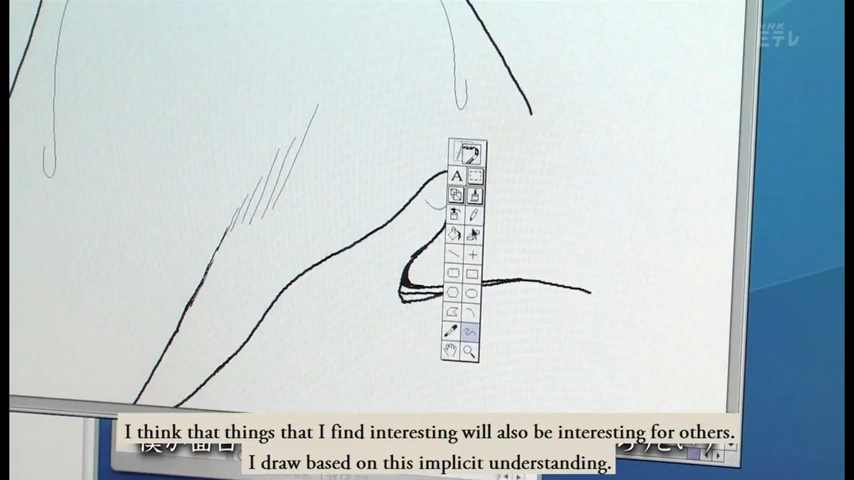 NHK
Eテレ
A
I think that things that I find interesting will also be interesting for others.
I draw based on this implicit understanding.